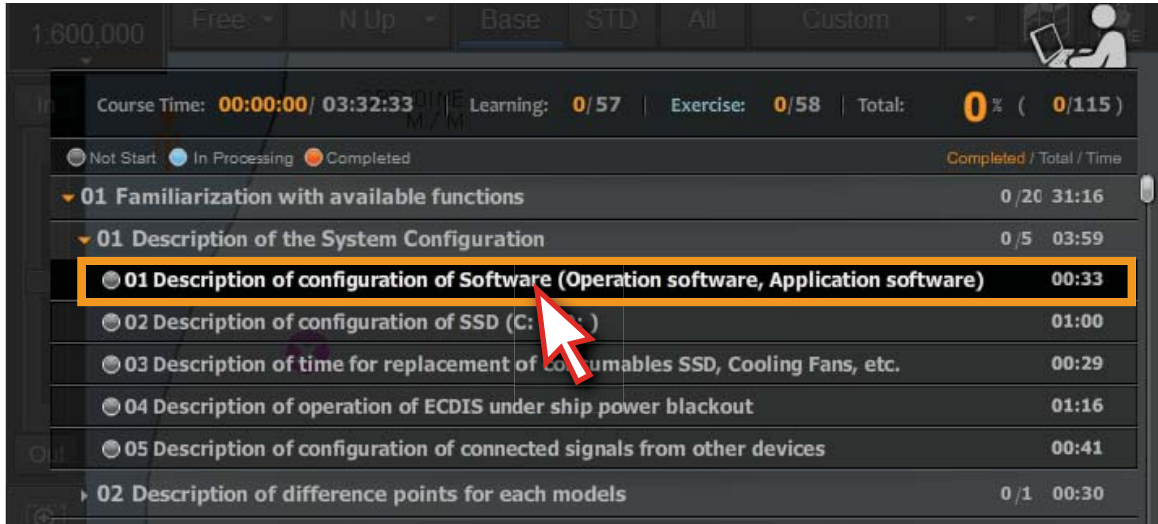 1:600,000 Free N Up Base STD All Custom
In
Course Time: 00:00:00/ 03:32:33 | Learning: 0/57 | Exercise: 0/58 | Total: 0 % ( 0/115 )
Not Start In Processing Completed Completed / Total / Time
01 Familiarization with available functions 0 /20 31:16
01 Description of the System Configuration 0 /5 03:59
01 Description of configuration of Software (Operation software, Application software) 00:33
02 Description of configuration of SSD (C: : ) 01:00
03 Description of time for replacement of consumables SSD, Cooling Fans, etc. 00:29
04 Description of operation of ECDIS under ship power blackout 01:16
05 Description of configuration of connected signals from other devices 00:41
Out
02 Description of difference points for each models 0 /1 00:30